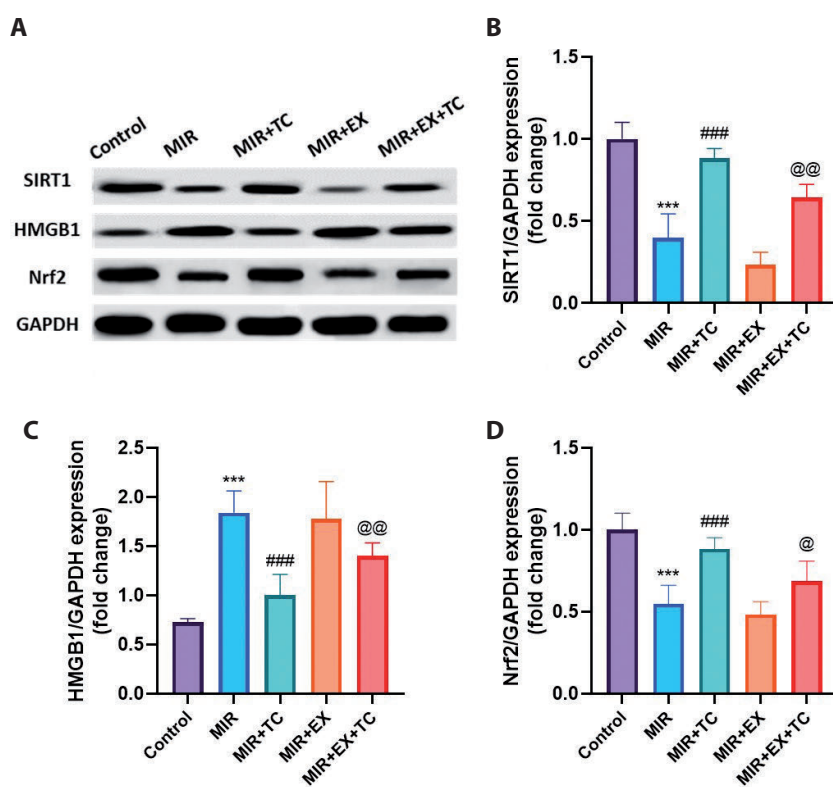 A
Control
MIR
MIR+TC
MIR+EX
MIR+EX+TC
SIRT1
HMGB1
Nrf2
GAPDH
B
SIRT1/GAPDH expression
(fold change)
1.5
1.0
0.5
0.0
***
###
@@
Control
MIR
MIR+TC
MIR+EX
MIR+EX+TC
C
HMGB1/GAPDH expression
(fold change)
2.5
2.0
1.5
1.0
0.5
0.0
***
###
@@
Control
MIR
MIR+TC
MIR+EX
MIR+EX+TC
D
Nrf2/GAPDH expression
(fold change)
1.5
1.0
0.5
0.0
***
###
@
Control
MIR
MIR+TC
MIR+EX
MIR+EX+TC